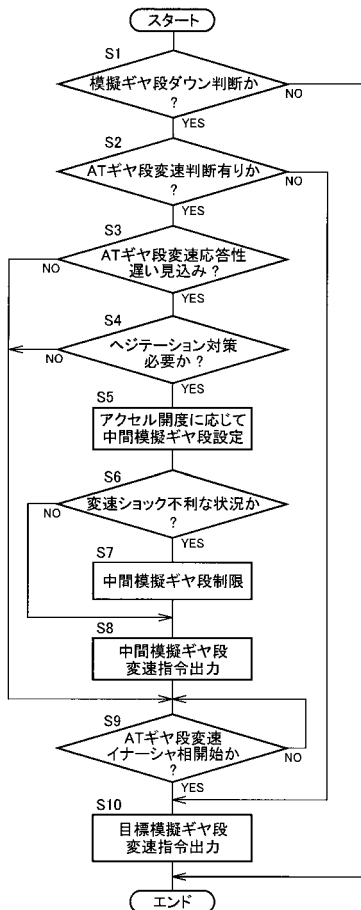 スタート
S1
模擬ギヤ段ダウン判断か
?
NO
YES
S2
ATギヤ段変速判断有りか
?
NO
YES
S3
ATギヤ段変速応答性
遅い見込み?
NO
YES
S4
ヘジテーション対策
必要か?
NO
YES
S5
アクセル開度に応じて
中間模擬ギヤ段設定
S6
変速ショック不利な状況か
?
NO
YES
S7
中間模擬ギヤ段制限
S8
中間模擬ギヤ段
変速指令出力
S9
ATギヤ段変速
イナーシャ相開始か
?
NO
YES
S10
目標模擬ギヤ段
変速指令出力
エンド